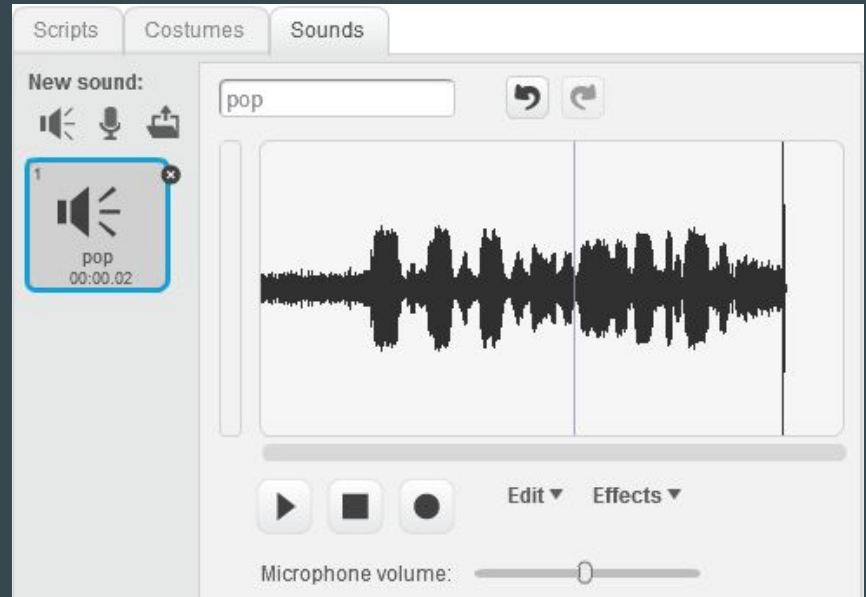 Scripts Costumes Sounds
New sound:
pop
1
pop
00:00.02
Edit Effects
Microphone volume: